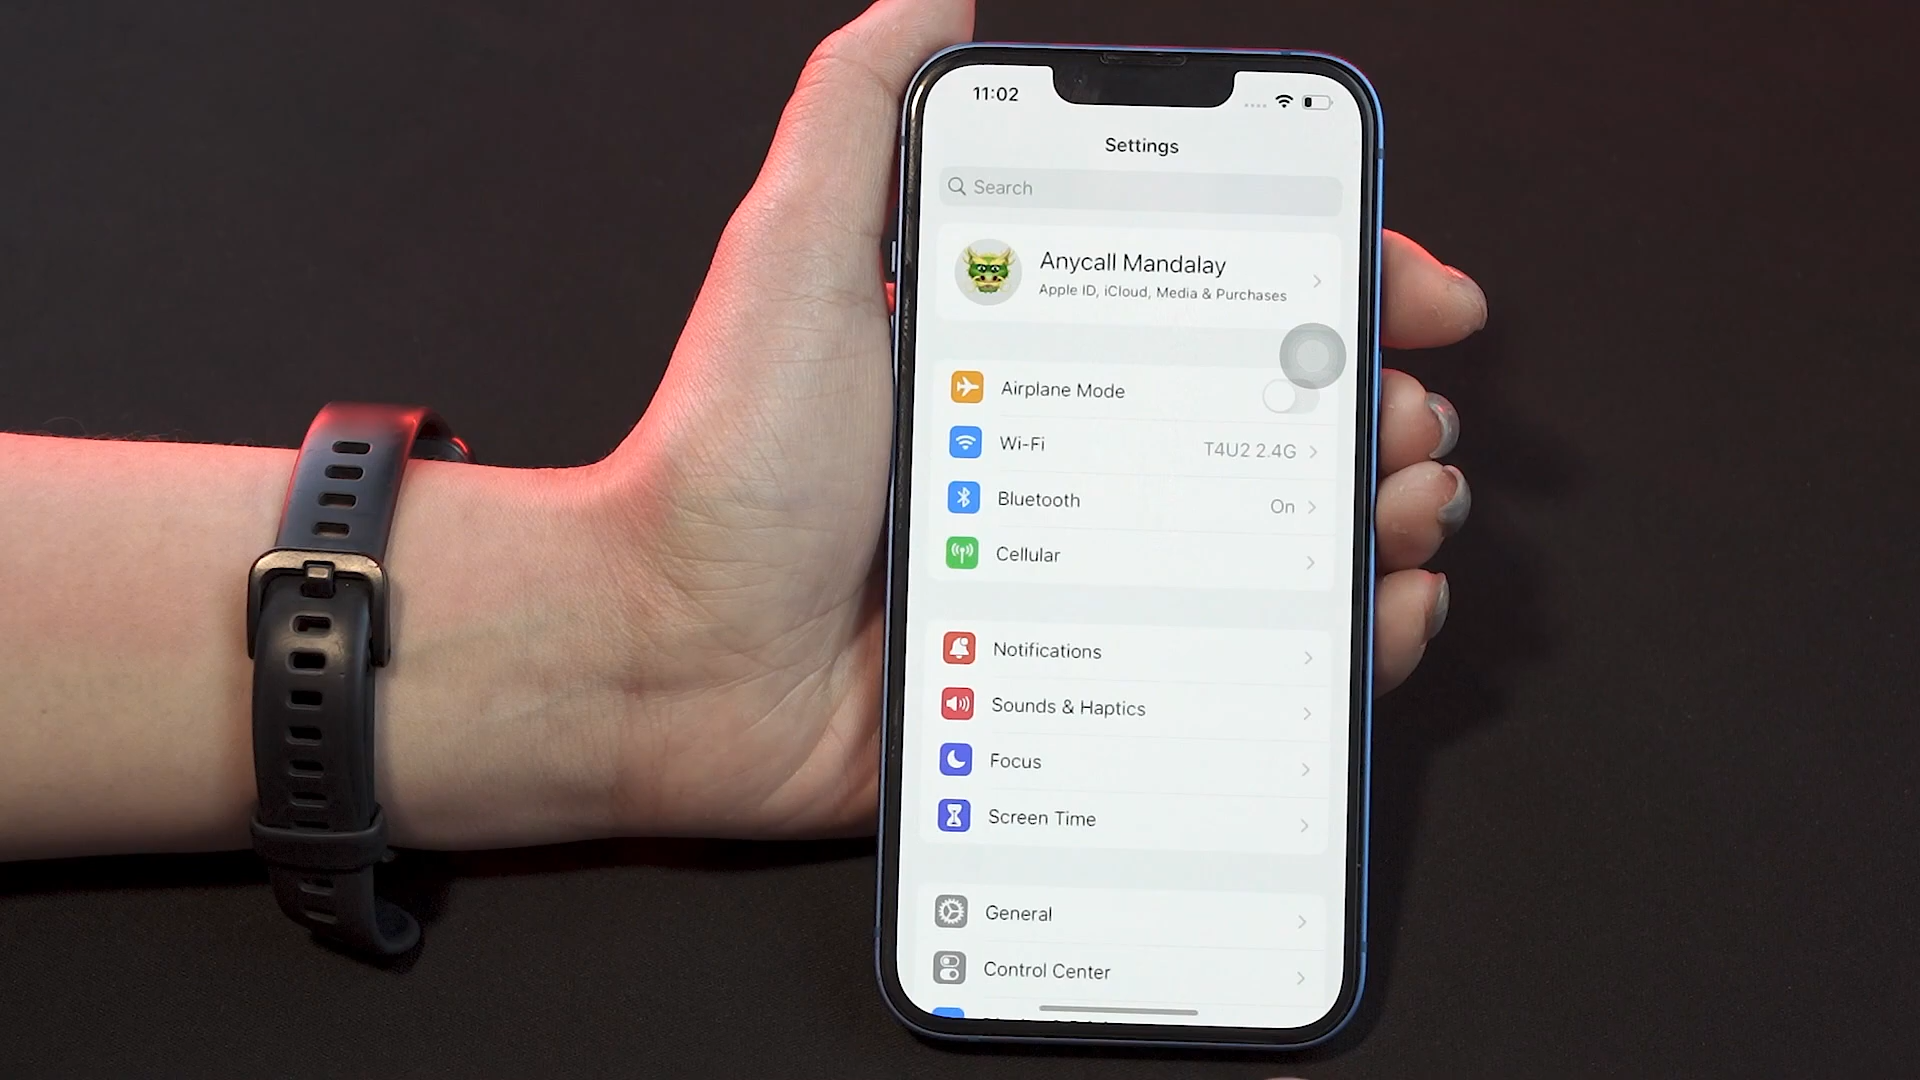 11:02
Settings
Search
Anycall Mandalay
Apple ID, iCloud, Media & Purchases
Airplane Mode
Wi-Fi
T4U2 2.4G
Bluetooth
On
Cellular
Notifications
Sounds & Haptics
Focus
Screen Time
General
Control Center